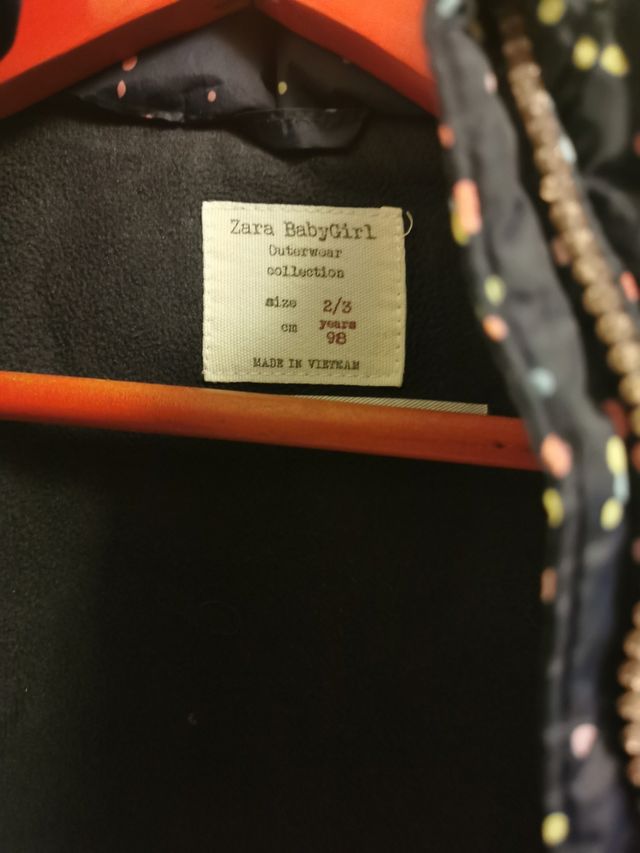 Zara BabyGirl
Outerwear
collection
size 2/3
years
cm 98
MADE IN VIETNAM